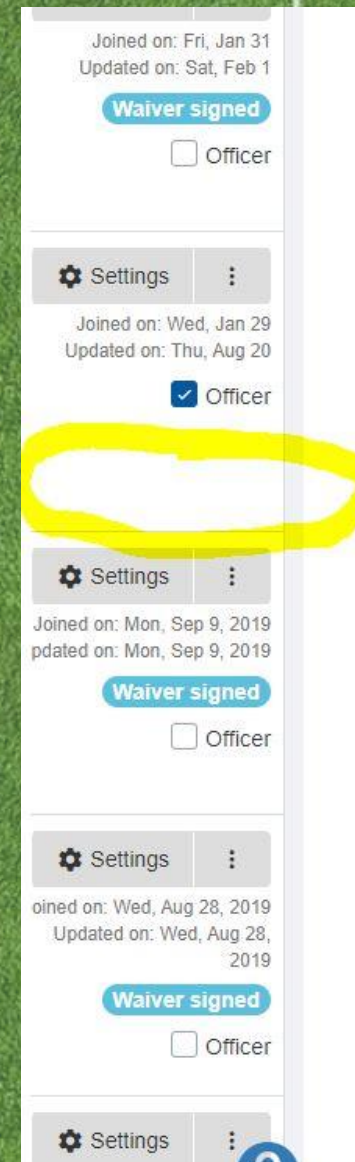 Joined on: Fri, Jan 31
Updated on: Sat, Feb 1
Waiver signed
Officer
Settings
Joined on: Wed, Jan 29
Updated on: Thu, Aug 20
Officer
Settings
Joined on: Mon, Sep 9, 2019
pdated on: Mon, Sep 9, 2019
Waiver signed
Officer
Settings
oined on: Wed, Aug 28, 2019
Updated on: Wed, Aug 28,
2019
Waiver signed
Officer
Settings